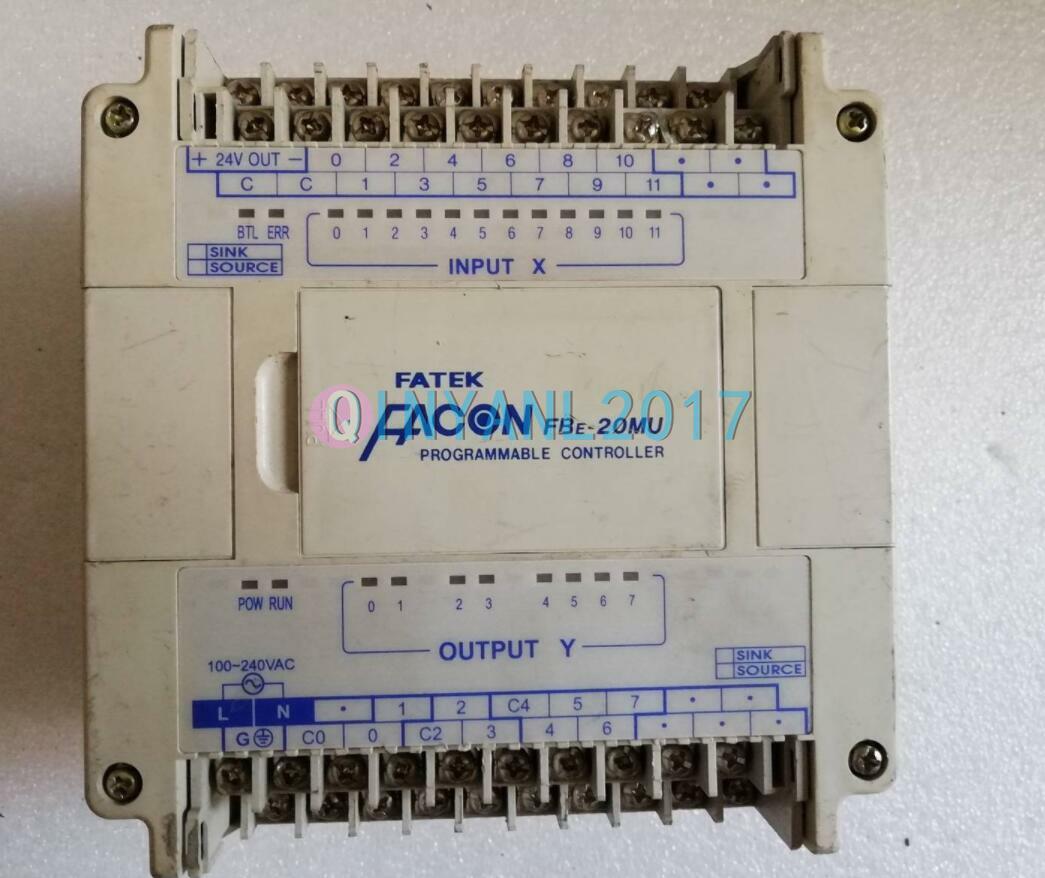 + 24V OUT − 0 2 4 6 8 10 • •
C C 1 3 5 7 9 11 • •
BTL ERR 0 1 2 3 4 5 6 7 8 9 10 11
SINK
SOURCE
INPUT X
FATEK
QINYANL2017
FACON FBE-20MU
PROGRAMMABLE CONTROLLER
POW RUN 0 1 2 3 4 5 6 7
OUTPUT Y
100~240VAC
SINK
SOURCE
L N • 1 2 C4 5 7 • •
G C0 0 C2 3 4 6 • • •